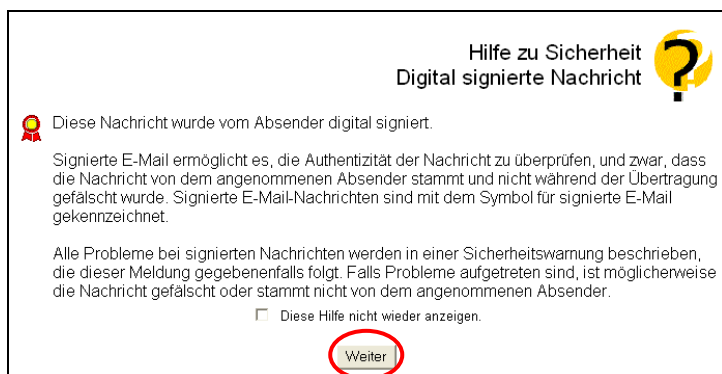 Hilfe zu Sicherheit
Digital signierte Nachricht
Diese Nachricht wurde vom Absender digital signiert.
Signierte E-Mail ermöglicht es, die Authentizität der Nachricht zu überprüfen, und zwar, dass
die Nachricht von dem angenommenen Absender stammt und nicht während der Übertragung
gefälscht wurde. Signierte E-Mail-Nachrichten sind mit dem Symbol für signierte E-Mail
gekennzeichnet.
Alle Probleme bei signierten Nachrichten werden in einer Sicherheitswarnung beschrieben,
die dieser Meldung gegebenenfalls folgt. Falls Probleme aufgetreten sind, ist möglicherweise
die Nachricht gefälscht oder stammt nicht von dem angenommenen Absender.
Diese Hilfe nicht wieder anzeigen.
Weiter